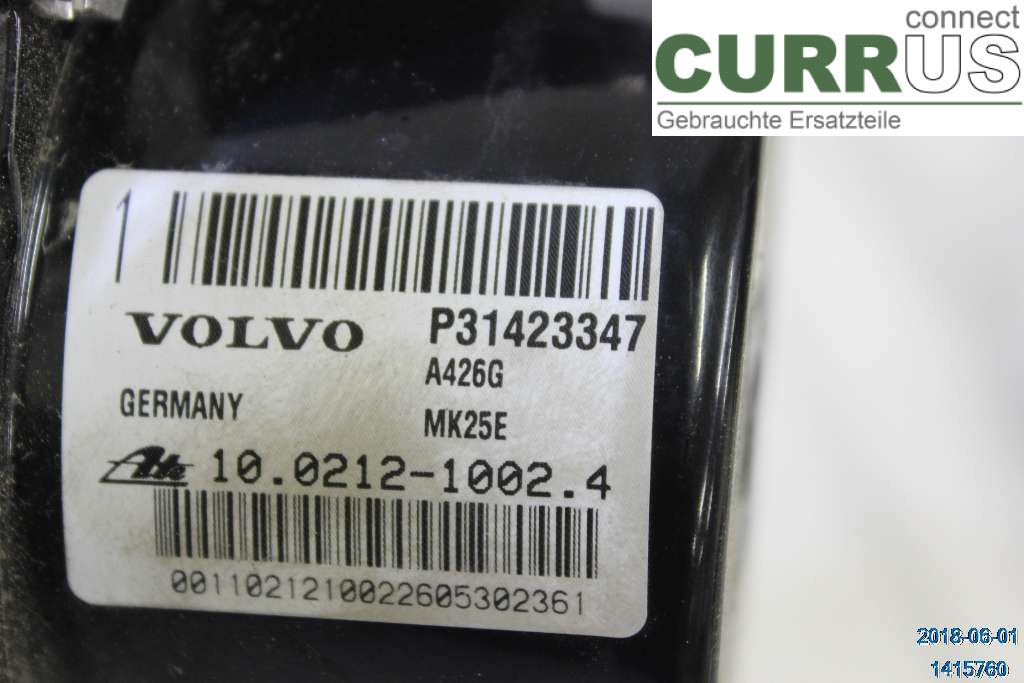 connect
CURRUS
Gebrauchte Ersatzteile
1
VOLVO
P31423347
A426G
GERMANY
MK25E
Ate 10.0212-1002.4
0011021210022605302361
2018-06-01
1415760